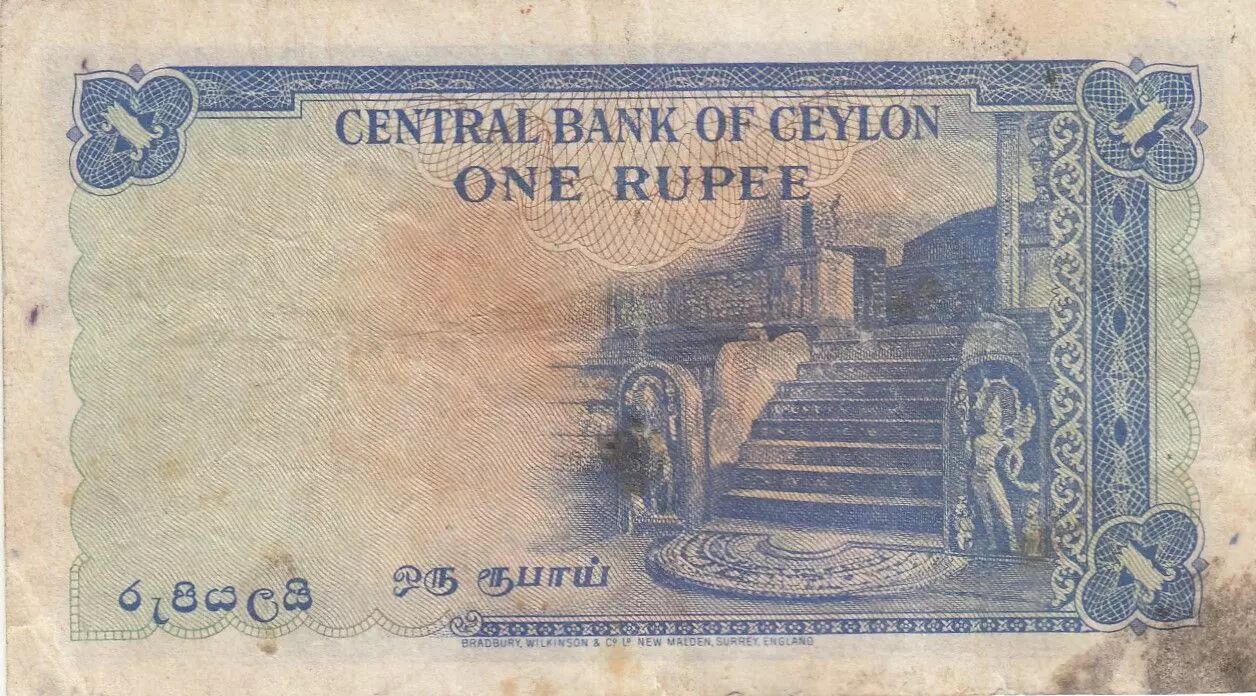 CENTRAL BANK OF CEYLON
ONE RUPEE
රුපියලයි
ஒரு ரூபாய்
BRADBURY, WILKINSON & Cº Lº NEW MALDEN, SURREY, ENGLAND